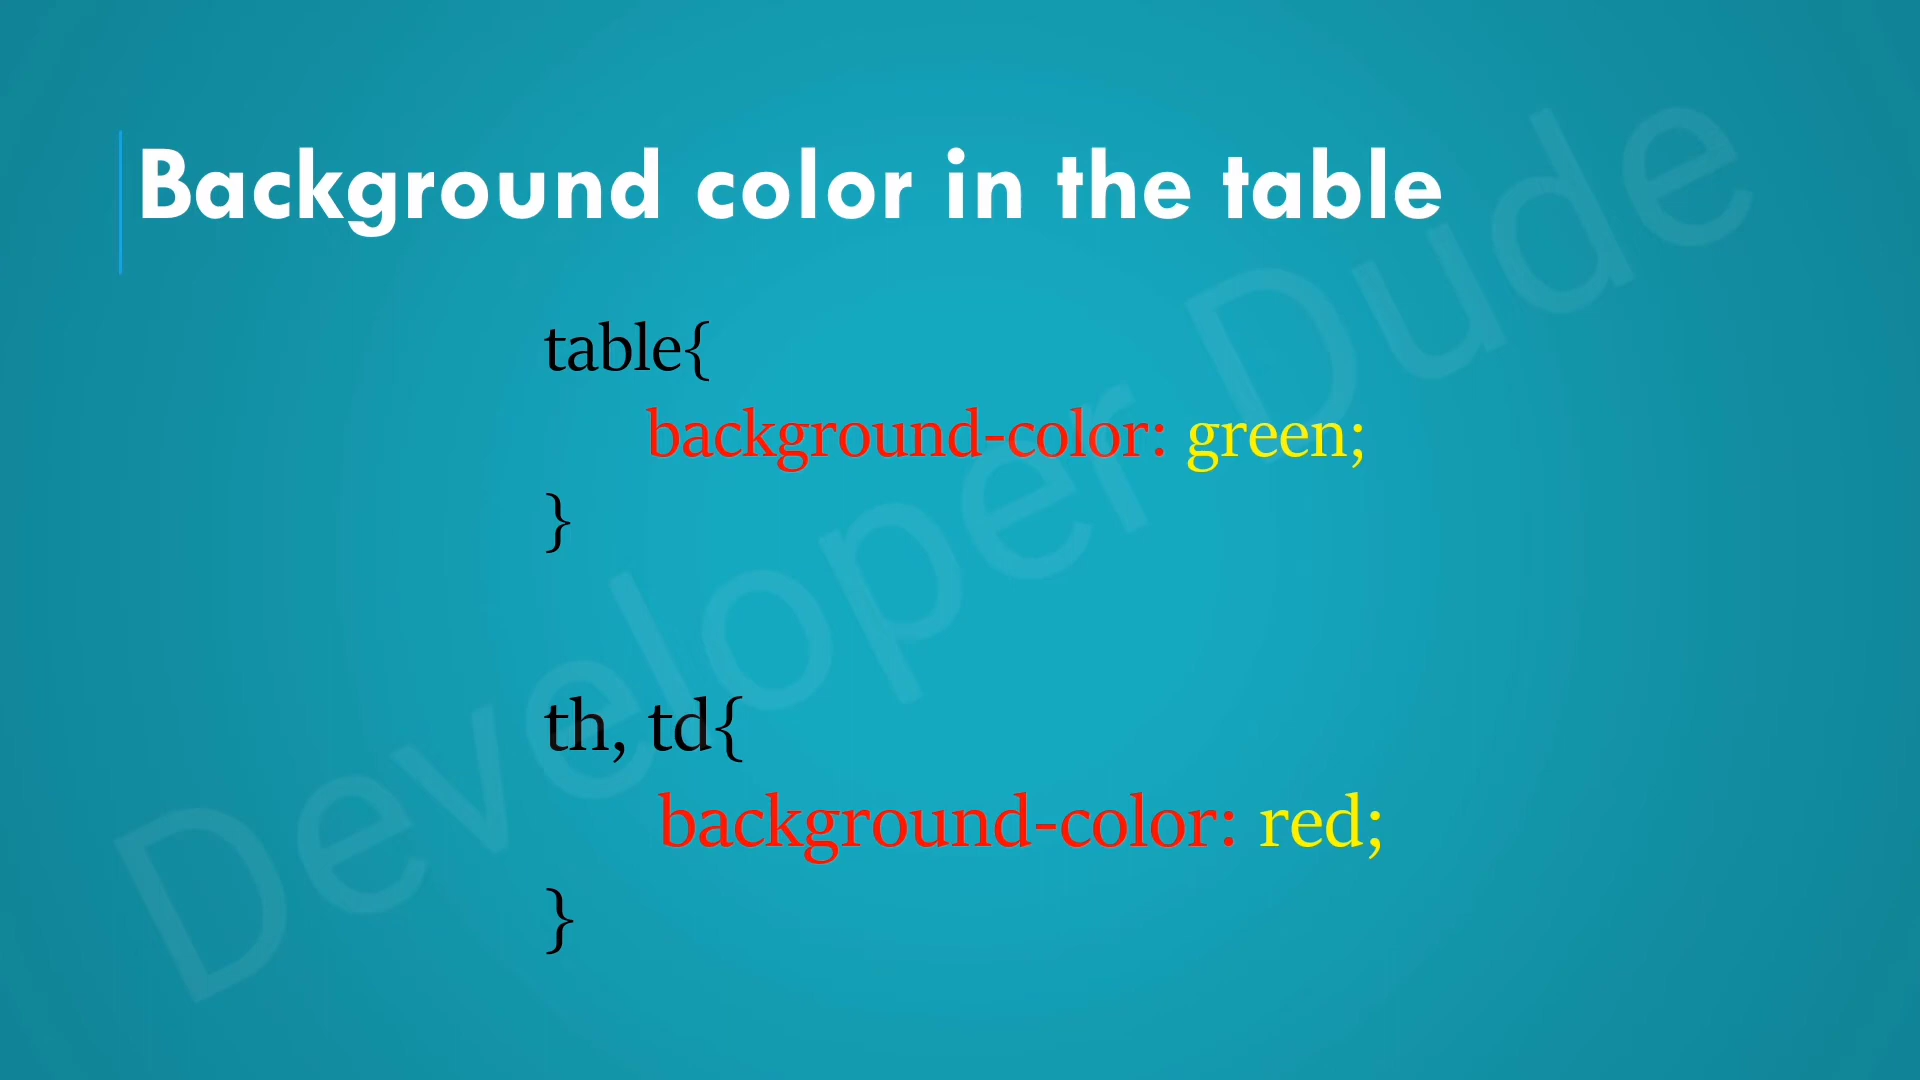 Background color in the table
table{
background-color: green;
}
th, td{
background-color: red;
}
Developer Dude